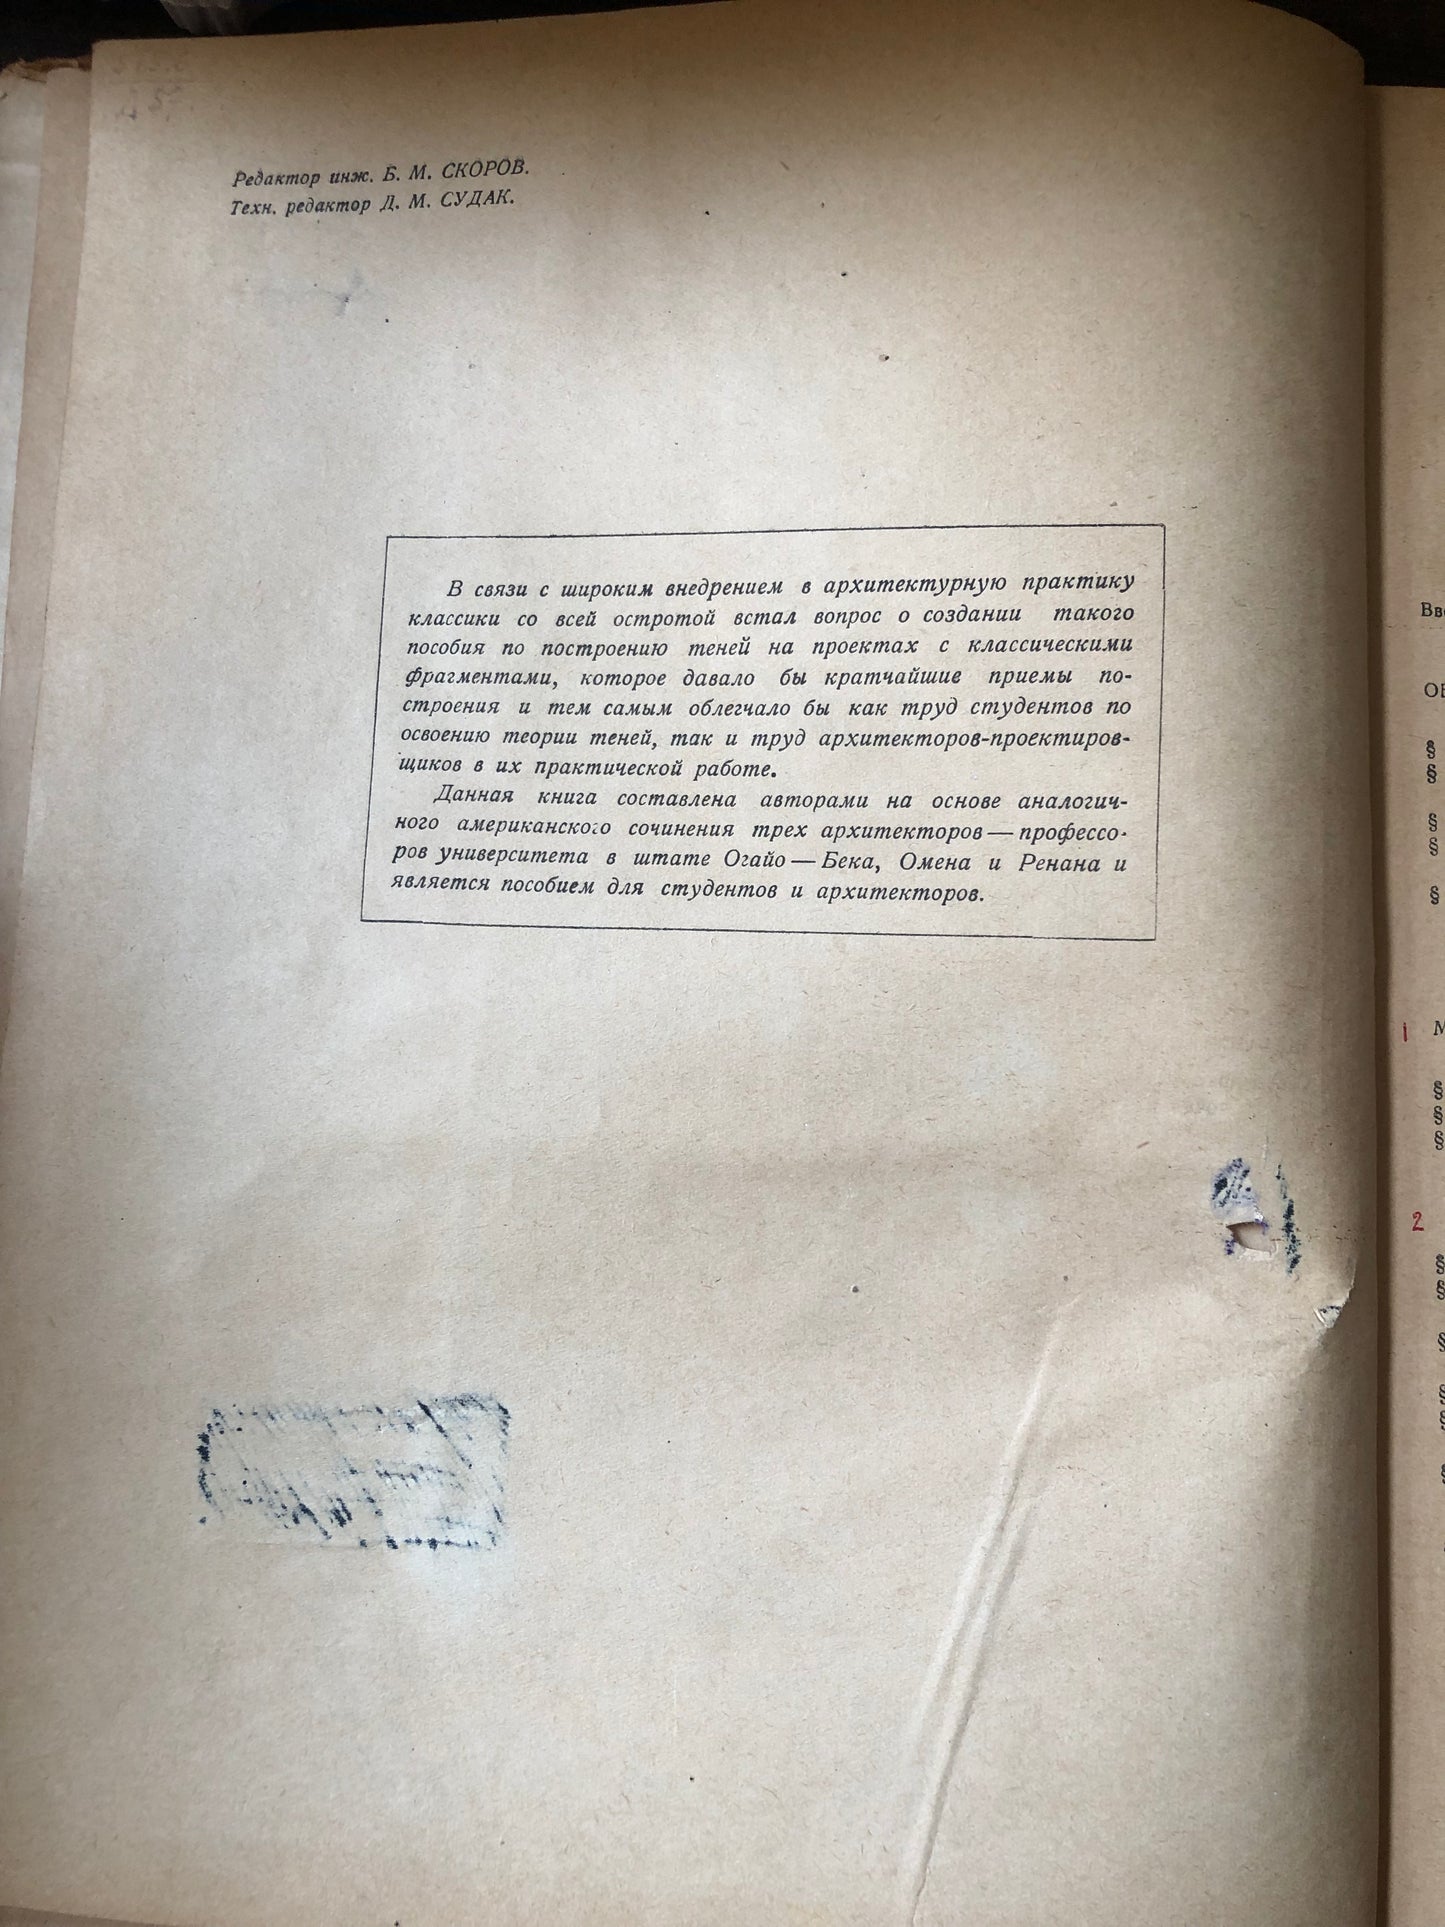 Редактор инж. Б. М. СКОРОВ.
Техн. редактор Д. М. СУДАК.
В связи с широким внедрением в архитектурную практику
классики со всей остротой встал вопрос о создании такого
пособия по построению теней на проектах с классическими
фрагментами, которое давало бы кратчайшие приемы по-
строения и тем самым облегчало бы как труд студентов по
освоению теории теней, так и труд архитекторов-проектиров-
щиков в их практической работе.
Данная книга составлена авторами на основе аналогич-
ного американского сочинения трех архитекторов — профессо-
ров университета в штате Огайо — Бека, Омена и Ренана и
является пособием для студентов и архитекторов.
§
§
§
§
§
1
§
§
§
2
§
§
§
§
§
§